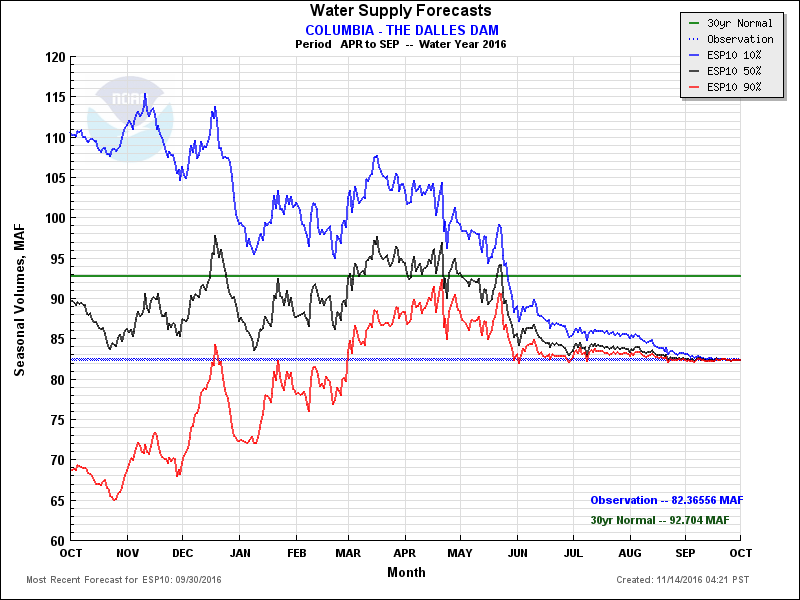 Water Supply Forecasts
COLUMBIA - THE DALLES DAM
Period APR to SEP -- Water Year 2016
30yr Normal
Observation
ESP10 10%
ESP10 50%
ESP10 90%
120
115
110
105
100
95
90
85
80
75
70
65
60
Seasonal Volumes, MAF
NOAA
Observation -- 82.36556 MAF
30yr Normal -- 92.704 MAF
OCT NOV DEC JAN FEB MAR APR MAY JUN JUL AUG SEP OCT
Month
Most Recent Forecast for ESP10: 09/30/2016
Created: 11/14/2016 04:21 PST